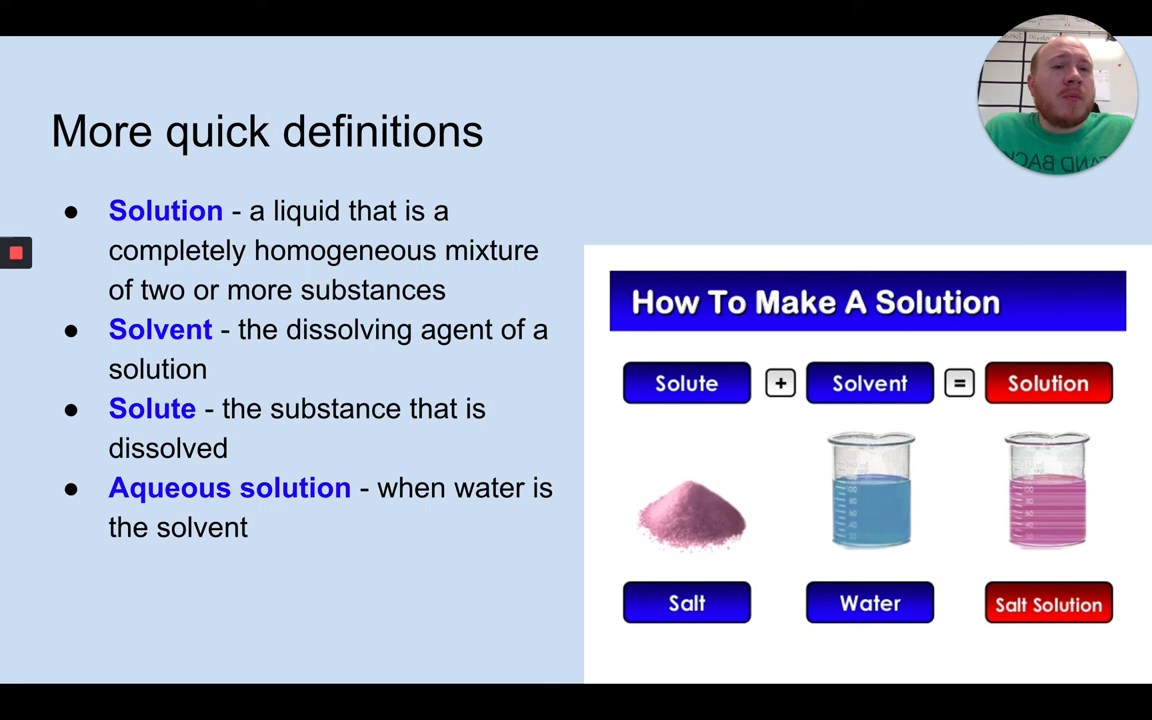 More quick definitions
● Solution - a liquid that is a
completely homogeneous mixture
of two or more substances
● Solvent - the dissolving agent of a
solution
● Solute - the substance that is
dissolved
● Aqueous solution - when water is
the solvent
How To Make A Solution
Solute + Solvent = Solution
Salt Water Salt Solution
AND BACK